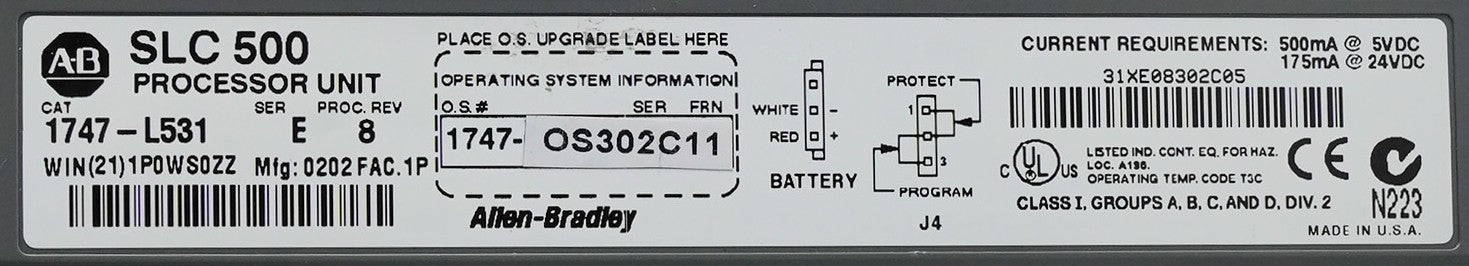 A-B
SLC 500
PROCESSOR UNIT
CAT SER PROC. REV
1747-L531 E 8
WIN(21)1P0WS0ZZ Mfg: 0202 FAC.1P
PLACE O.S. UPGRADE LABEL HERE
OPERATING SYSTEM INFORMATION
O.S.# SER FRN
1747- OS302C11
Allen-Bradley
WHITE -
RED +
BATTERY
PROTECT
1
3
PROGRAM
J4
CURRENT REQUIREMENTS: 500mA @ 5VDC
175mA @ 24VDC
31XE08302C05
C UL US
LISTED IND. CONT. EQ. FOR HAZ.
LOC. A196.
OPERATING TEMP. CODE T3C
CE
CLASS I, GROUPS A, B, C, AND D, DIV. 2
N223
MADE IN U.S.A.